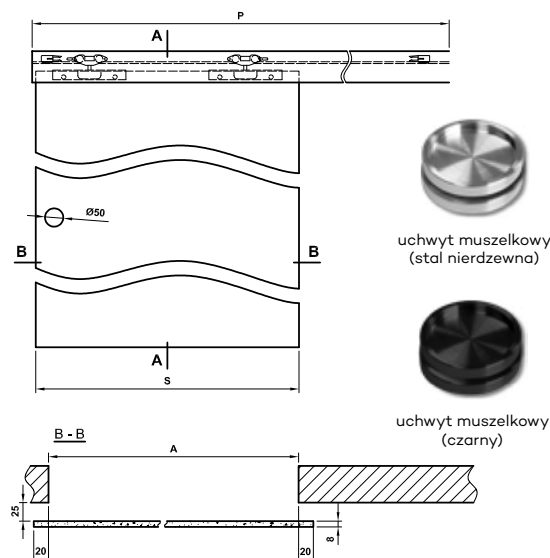 P
A
Ø50
B
B
uchwyt muszelkowy
(stal nierdzewna)
A
S
uchwyt muszelkowy
(czarny)
B - B
A
25
8
20
20